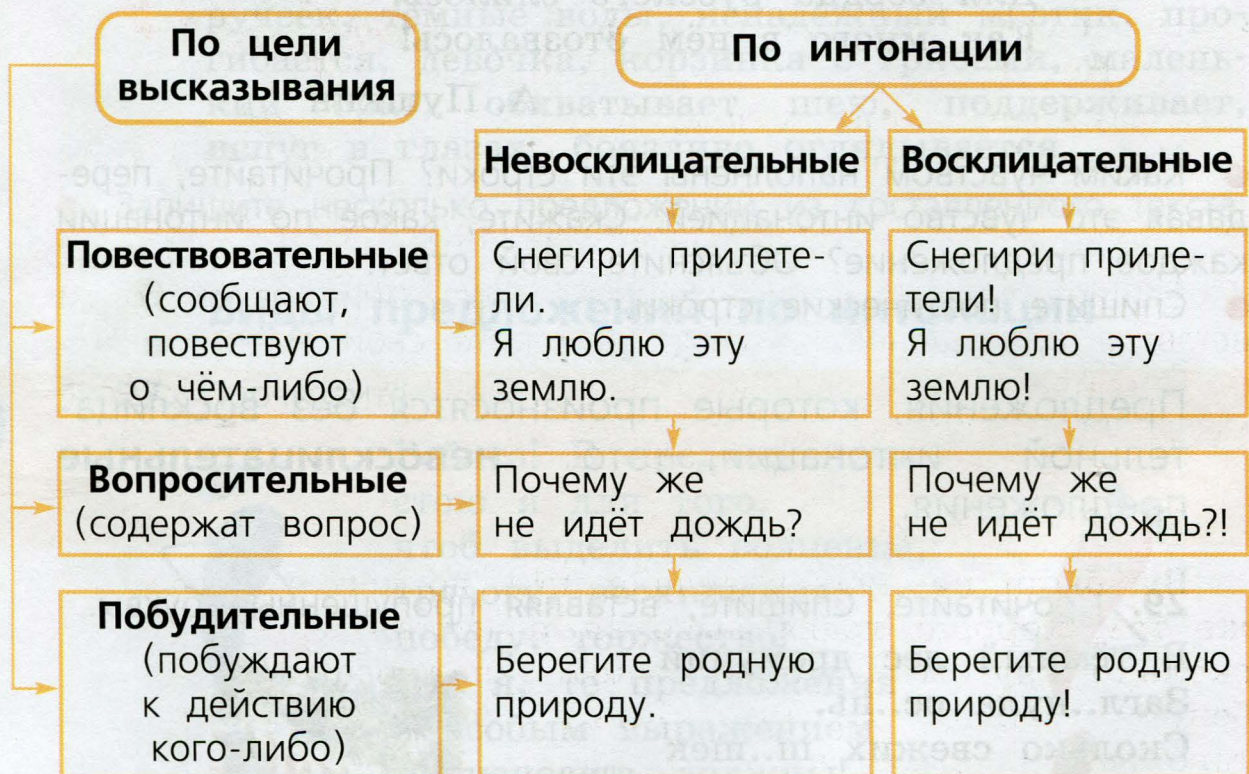 По цели
высказывания
По интонации
Невосклицательные
Восклицательные
Повествовательные
(сообщают,
повествуют
о чём-либо)
Снегири прилете-
ли.
Я люблю эту
землю.
Снегири приле-
тели!
Я люблю эту
землю!
Вопросительные
(содержат вопрос)
Почему же
не идёт дождь?
Почему же
не идёт дождь?!
Побудительные
(побуждают
к действию
кого-либо)
Берегите родную
природу.
Берегите родную
природу!